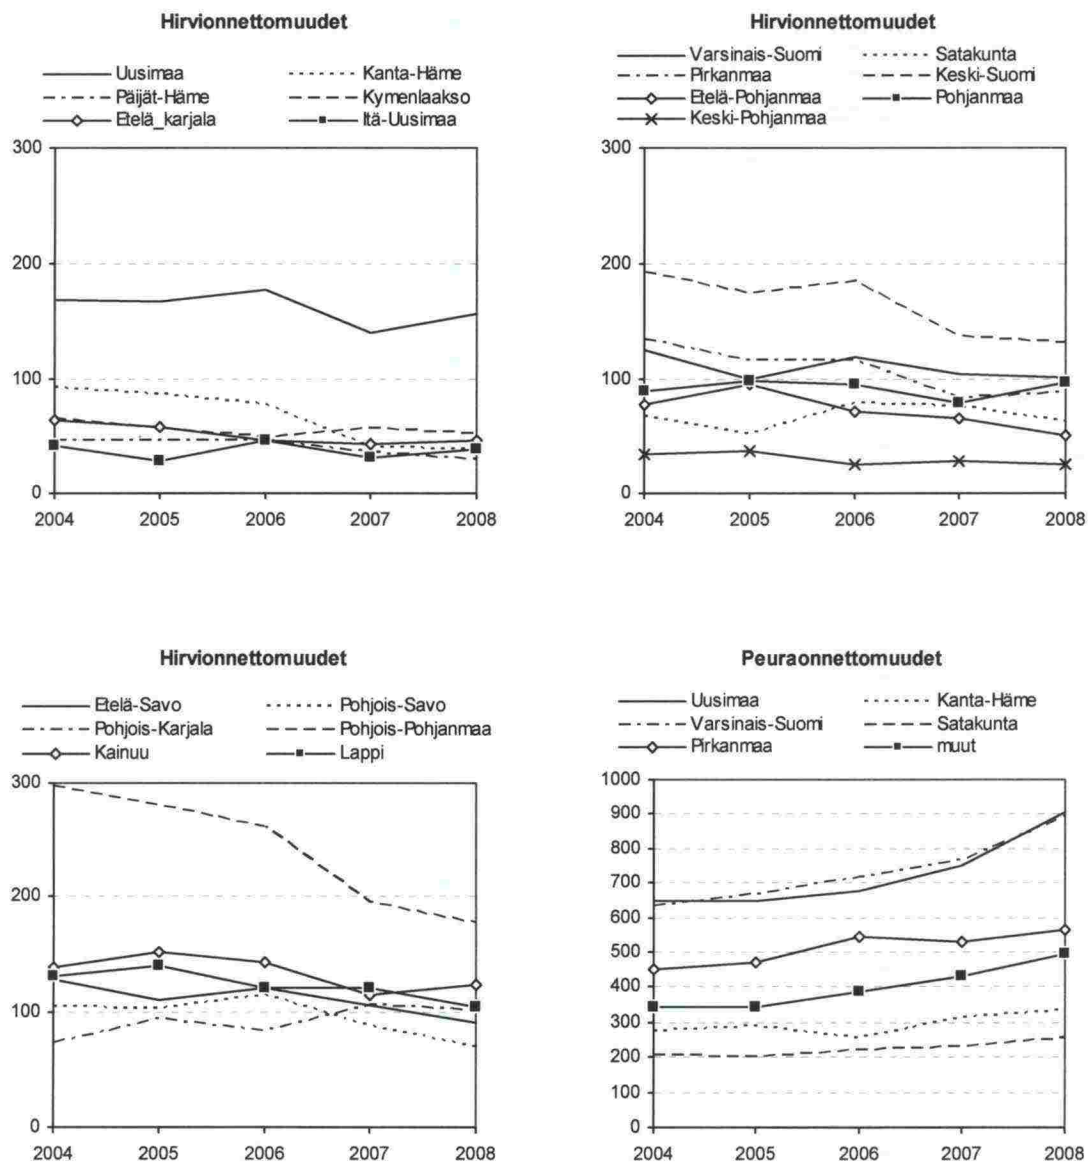 Hirvionnettomuudet
Uusimaa Kanta-Häme
Päijät-Häme Kymenlaakso
Etelä_karjala Itä-Uusimaa
300
200
100
0
2004 2005 2006 2007 2008
Hirvionnettomuudet
Varsinais-Suomi Satakunta
Pirkanmaa Keski-Suomi
Etelä-Pohjanmaa Pohjanmaa
Keski-Pohjanmaa
300
200
100
0
2004 2005 2006 2007 2008
Hirvionnettomuudet
Etelä-Savo Pohjois-Savo
Pohjois-Karjala Pohjois-Pohjanmaa
Kainuu Lappi
300
200
100
0
2004 2005 2006 2007 2008
Peuraonnettomuudet
Uusimaa Kanta-Häme
Varsinais-Suomi Satakunta
Pirkanmaa muut
1000
900
800
700
600
500
400
300
200
100
0
2004 2005 2006 2007 2008